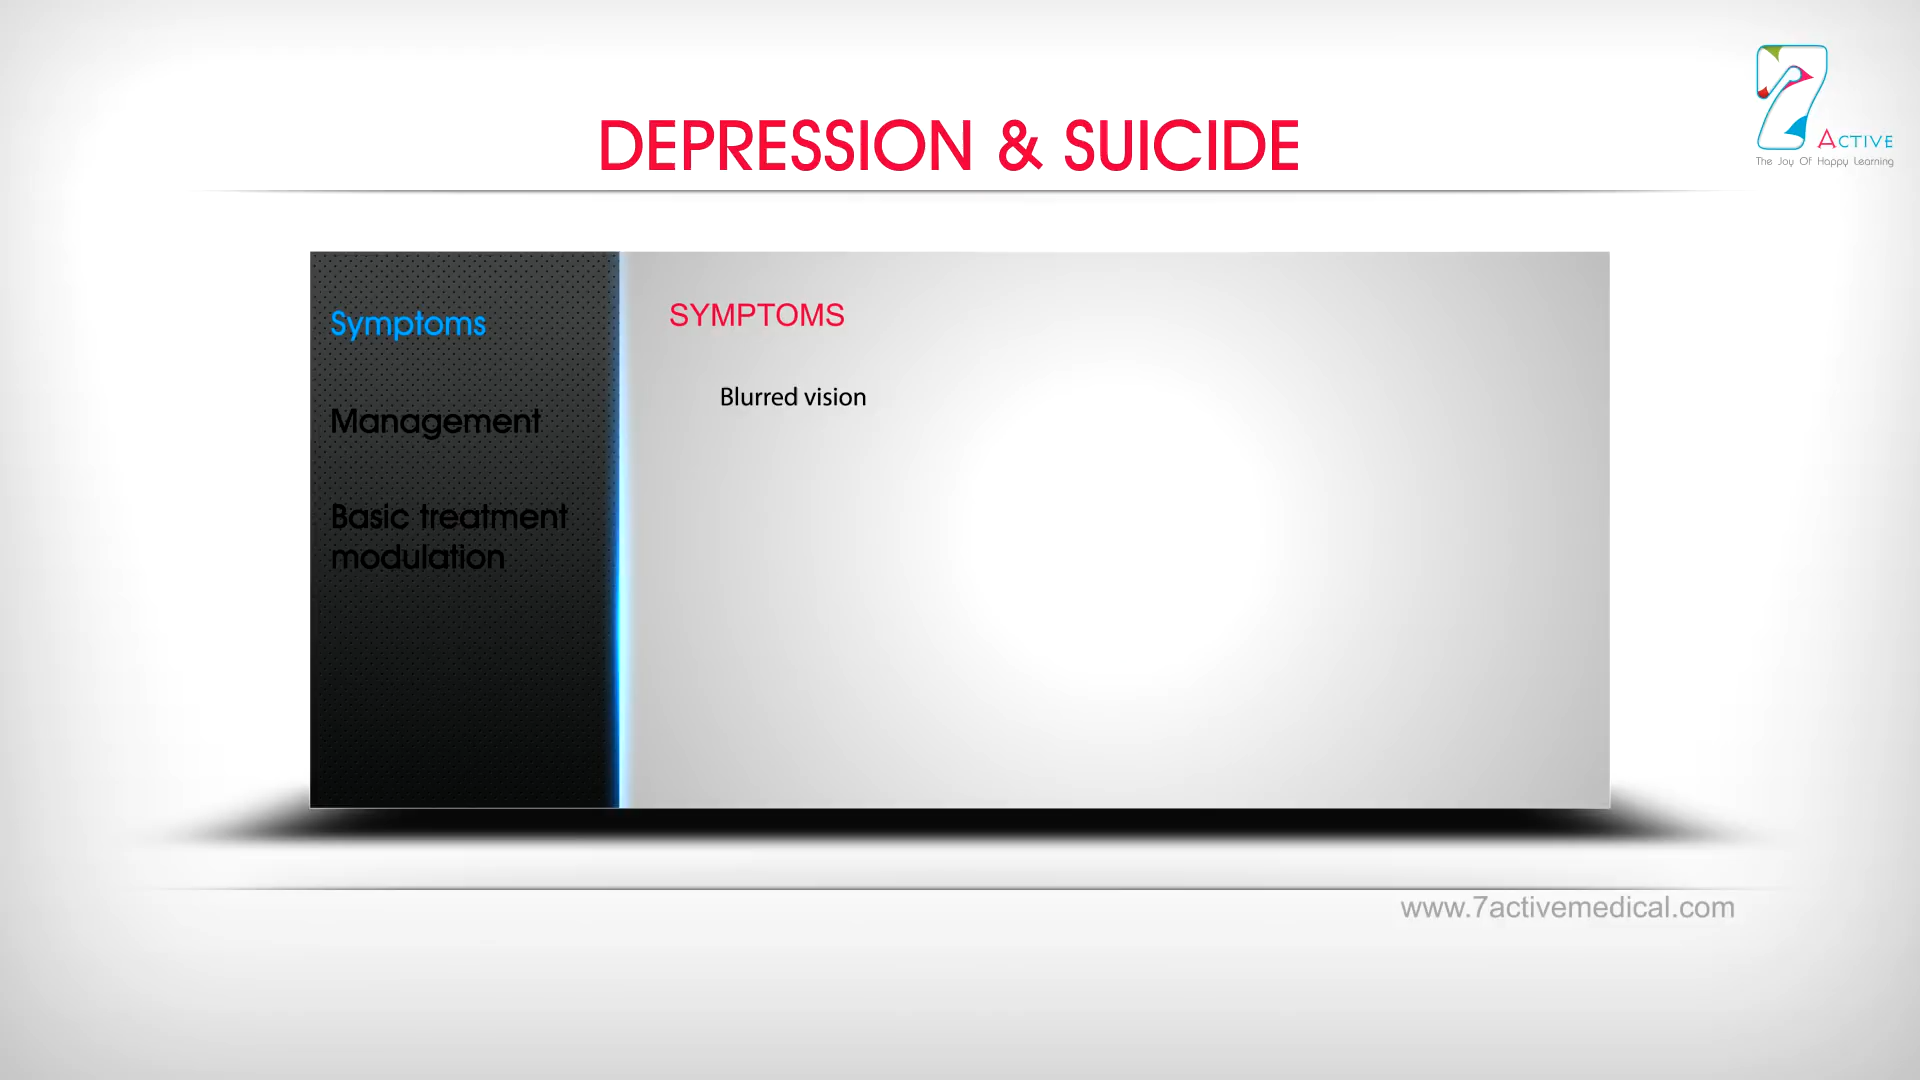 7
ACTIVE
The Joy Of Happy Learning
DEPRESSION & SUICIDE
Symptoms
Management
Basic treatment
modulation
SYMPTOMS
Blurred vision
www.7activemedical.com